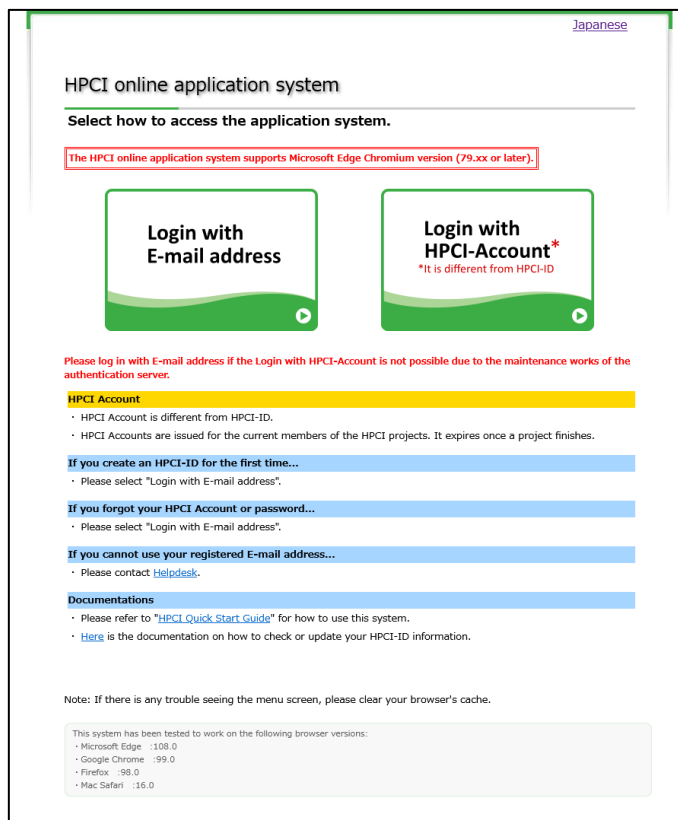 Japanese
HPCI online application system
Select how to access the application system.
The HPCI online application system supports Microsoft Edge Chromium version (79.xx or later).
Login with
E-mail address
Login with
HPCI-Account*
*It is different from HPCI-ID
Please log in with E-mail address if the Login with HPCI-Account is not possible due to the maintenance works of the
authentication server.
HPCI Account
・ HPCI Account is different from HPCI-ID.
・ HPCI Accounts are issued for the current members of the HPCI projects. It expires once a project finishes.
If you create an HPCI-ID for the first time...
・ Please select "Login with E-mail address".
If you forgot your HPCI Account or password...
・ Please select "Login with E-mail address".
If you cannot use your registered E-mail address...
・ Please contact Helpdesk.
Documentations
・ Please refer to "HPCI Quick Start Guide" for how to use this system.
・ Here is the documentation on how to check or update your HPCI-ID information.
Note: If there is any trouble seeing the menu screen, please clear your browser's cache.
This system has been tested to work on the following browser versions:
・Microsoft Edge :108.0
・Google Chrome :99.0
・Firefox :98.0
・Mac Safari :16.0